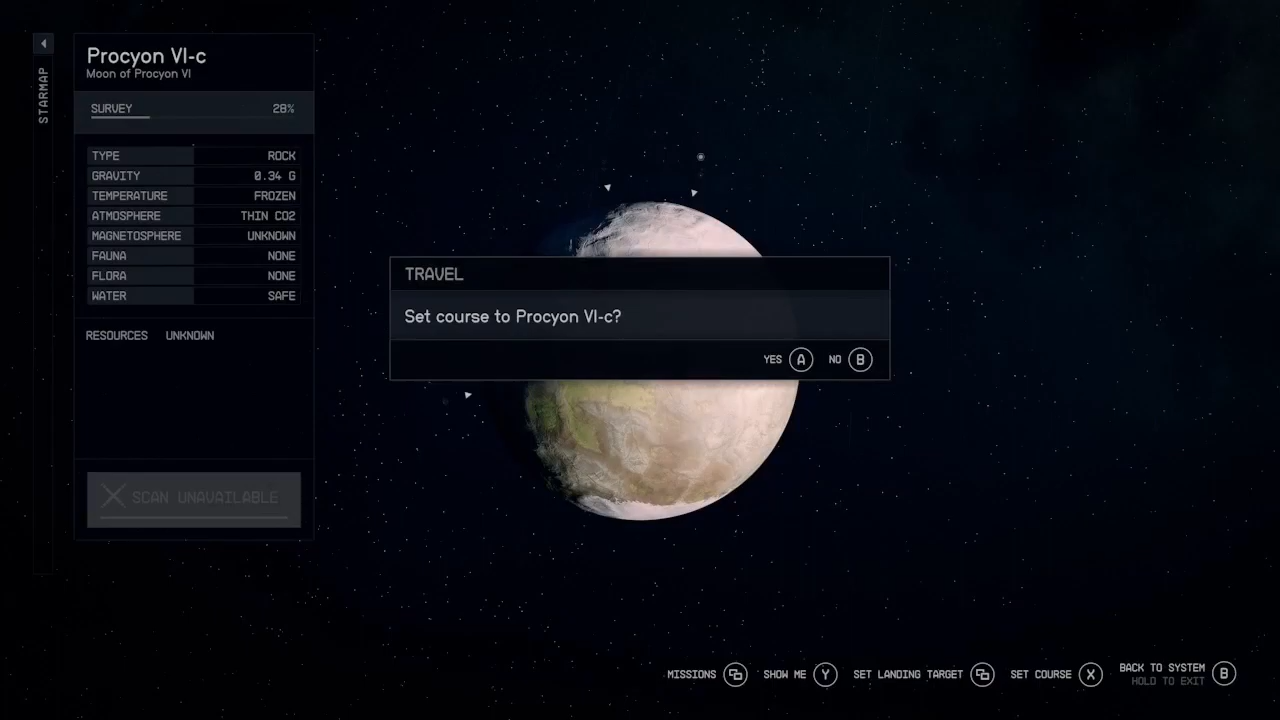 Procyon VI-c
Moon of Procyon VI
STARMAP
SURVEY 28%
TYPE ROCK
GRAVITY 0.34 G
TEMPERATURE FROZEN
ATMOSPHERE THIN CO2
MAGNETOSPHERE UNKNOWN
FAUNA NONE
FLORA NONE
WATER SAFE
RESOURCES UNKNOWN
X SCAN UNAVAILABLE
TRAVEL
Set course to Procyon VI-c?
YES A NO B
MISSIONS SHOW ME Y SET LANDING TARGET SET COURSE X BACK TO SYSTEM B
HOLD TO EXIT